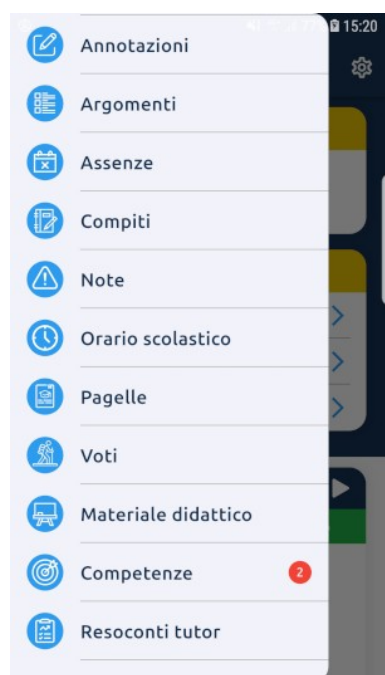 15:20
Annotazioni
Argomenti
Assenze
Compiti
Note
Orario scolastico
Pagelle
Voti
Materiale didattico
Competenze 2
Resoconti tutor